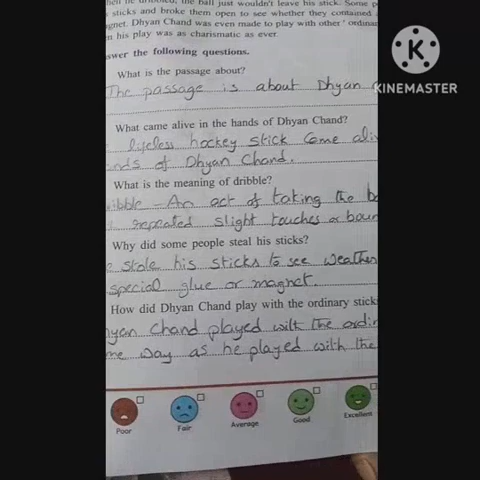 he dribbled, the ball just wouldn't leave his stick. Some p
sticks and broke them open to see whether they contained
gnet. Dhyan Chand was even made to play with other ' ordinar
n his play was as charismatic as ever.
swer the following questions.
What is the passage about?
The passage is about Dhyan
KINEMASTER
What came alive in the hands of Dhyan Chand?
lifeless hockey stick Came aliv
nds of Dhyan Chand.
What is the meaning of dribble?
ibble - An act of taking the b
repeated slight touches or boun
Why did some people steal his sticks?
stole his sticks to see weather
special glue or magnet.
How did Dhyan Chand play with the ordinary stick
yan Chand played with the ordin
me way as he played with the
Poor
Fair
Average
Good
Excellent